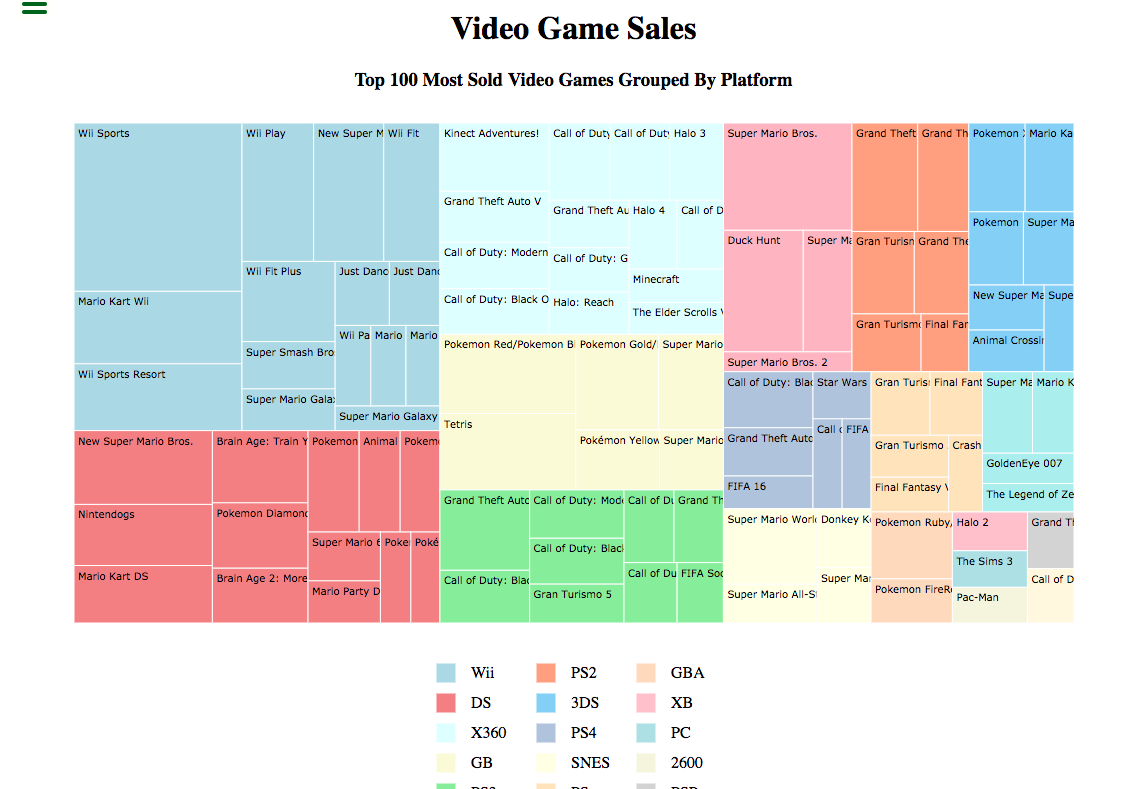 Video Game Sales
Top 100 Most Sold Video Games Grouped By Platform
Wii Sports
Mario Kart Wii
Wii Sports Resort
Wii Play
New Super M
Wii Fit
Wii Fit Plus
Just Danc
Just Danc
Super Smash Bro
Super Mario Gala
Wii Pa
Mario
Mario
Super Mario Galaxy
New Super Mario Bros.
Nintendogs
Mario Kart DS
Brain Age: Train Y
Pokemon Diamond
Brain Age 2: More
Pokemon
Animal
Pokem
Super Mario 6
Mario Party D
Poke
Poké
Kinect Adventures!
Grand Theft Auto V
Call of Duty: Modern
Call of Duty: Black O
Call of Duty
Call of Duty
Halo 3
Grand Theft Au
Halo 4
Call of D
Call of Duty: G
Halo: Reach
Minecraft
The Elder Scrolls V
Pokemon Red/Pokemon Bl
Tetris
Pokemon Gold/
Super Mario
Pokémon Yellow
Super Mario
Grand Theft Auto
Call of Duty: Blac
Call of Duty: Mod
Call of Duty: Black
Gran Turismo 5
Call of Du
Grand Th
Call of Du
FIFA Soc
Super Mario Bros.
Duck Hunt
Super Ma
Super Mario Bros. 2
Grand Theft
Grand Th
Gran Turism
Grand The
Gran Turismo
Final Fan
Pokemon X
Mario Ka
Pokemon
Super Ma
New Super Ma
Supe
Animal Crossin
Call of Duty: Blac
Grand Theft Auto
FIFA 16
Star Wars
Call o
FIFA
Super Mario World
Super Mario All-St
Donkey Ko
Super Mar
Gran Turis
Final Fant
Gran Turismo
Final Fantasy V
Crash
Super Ma
Mario K
GoldenEye 007
The Legend of Ze
Pokemon Ruby/
Pokemon FireRe
Halo 2
The Sims 3
Pac-Man
Grand Th
Call of D
Wii
PS2
GBA
DS
3DS
XB
X360
PS4
PC
GB
SNES
2600
PS3
PS
PSP